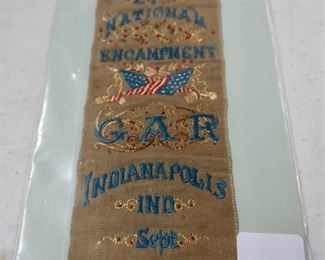 NATIONAL
ENCAMPMENT
G A R
INDIANAPOLIS
IND
Sept